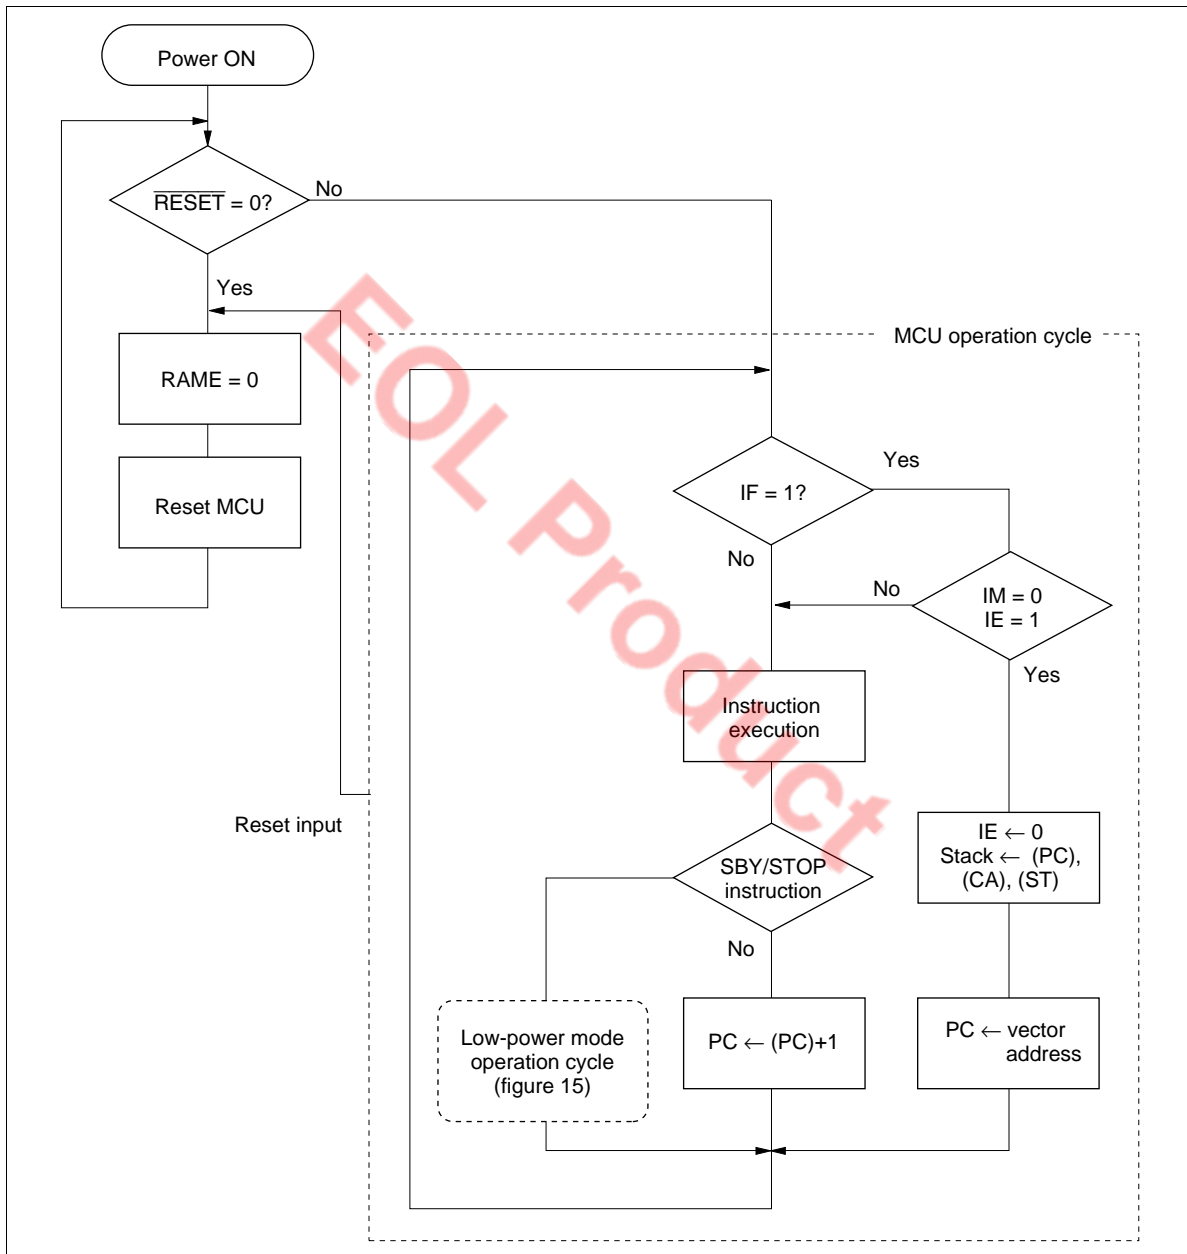 Power ON
RESET = 0?
No
Yes
RAME = 0
Reset MCU
MCU operation cycle
IF = 1?
Yes
No
IM = 0
IE = 1
No
Yes
Instruction
execution
Reset input
SBY/STOP
instruction
No
IE ← 0
Stack ← (PC),
(CA), (ST)
Low-power mode
operation cycle
(figure 15)
PC ← (PC)+1
PC ← vector
address
EOL Product